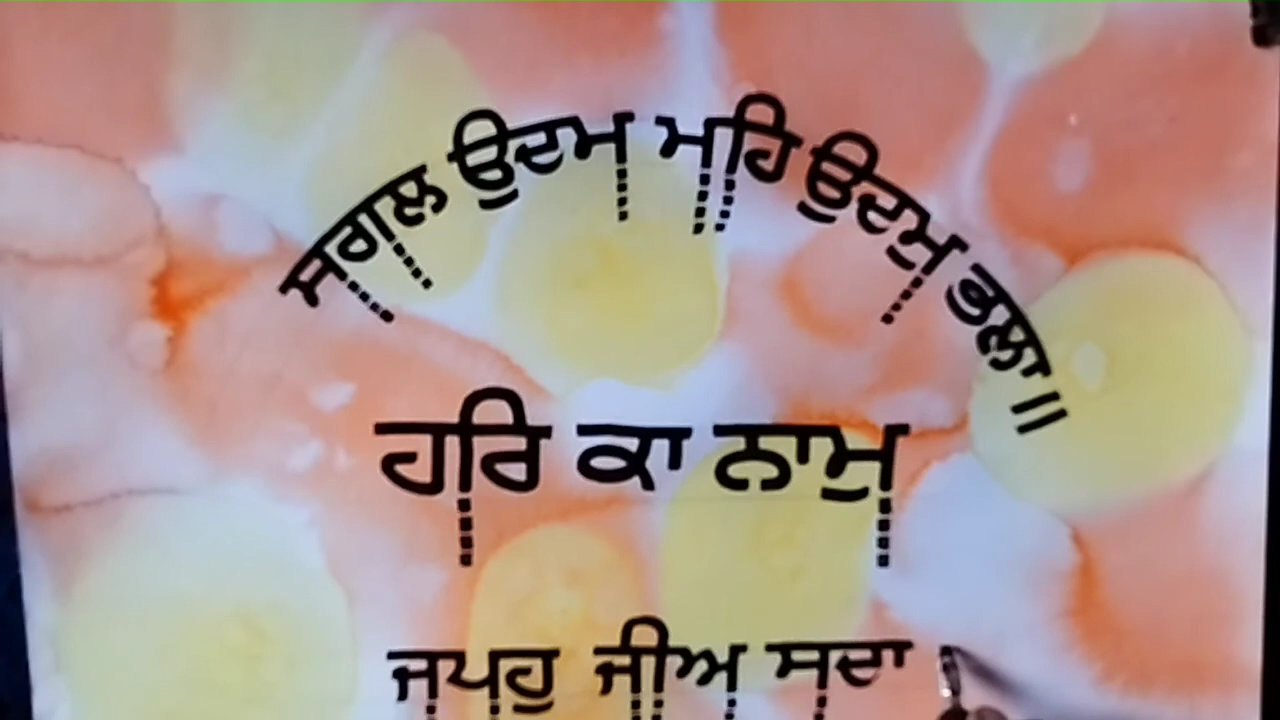 ਸਗਲ ਉਦਮ ਮਹਿ ਉਦਮੁ ਭਲਾ॥
ਹਰਿ ਕਾ ਨਾਮੁ
ਜਪਹੁ ਜੀਅ ਸਦਾ